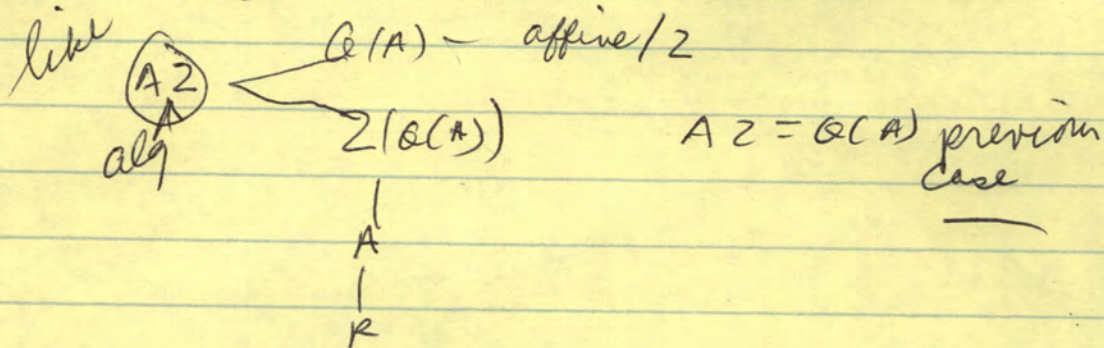 like
Q(A) - affine/Z
AZ
alg
Z(Q(A))
AZ = Q(A) previous
case
A
R